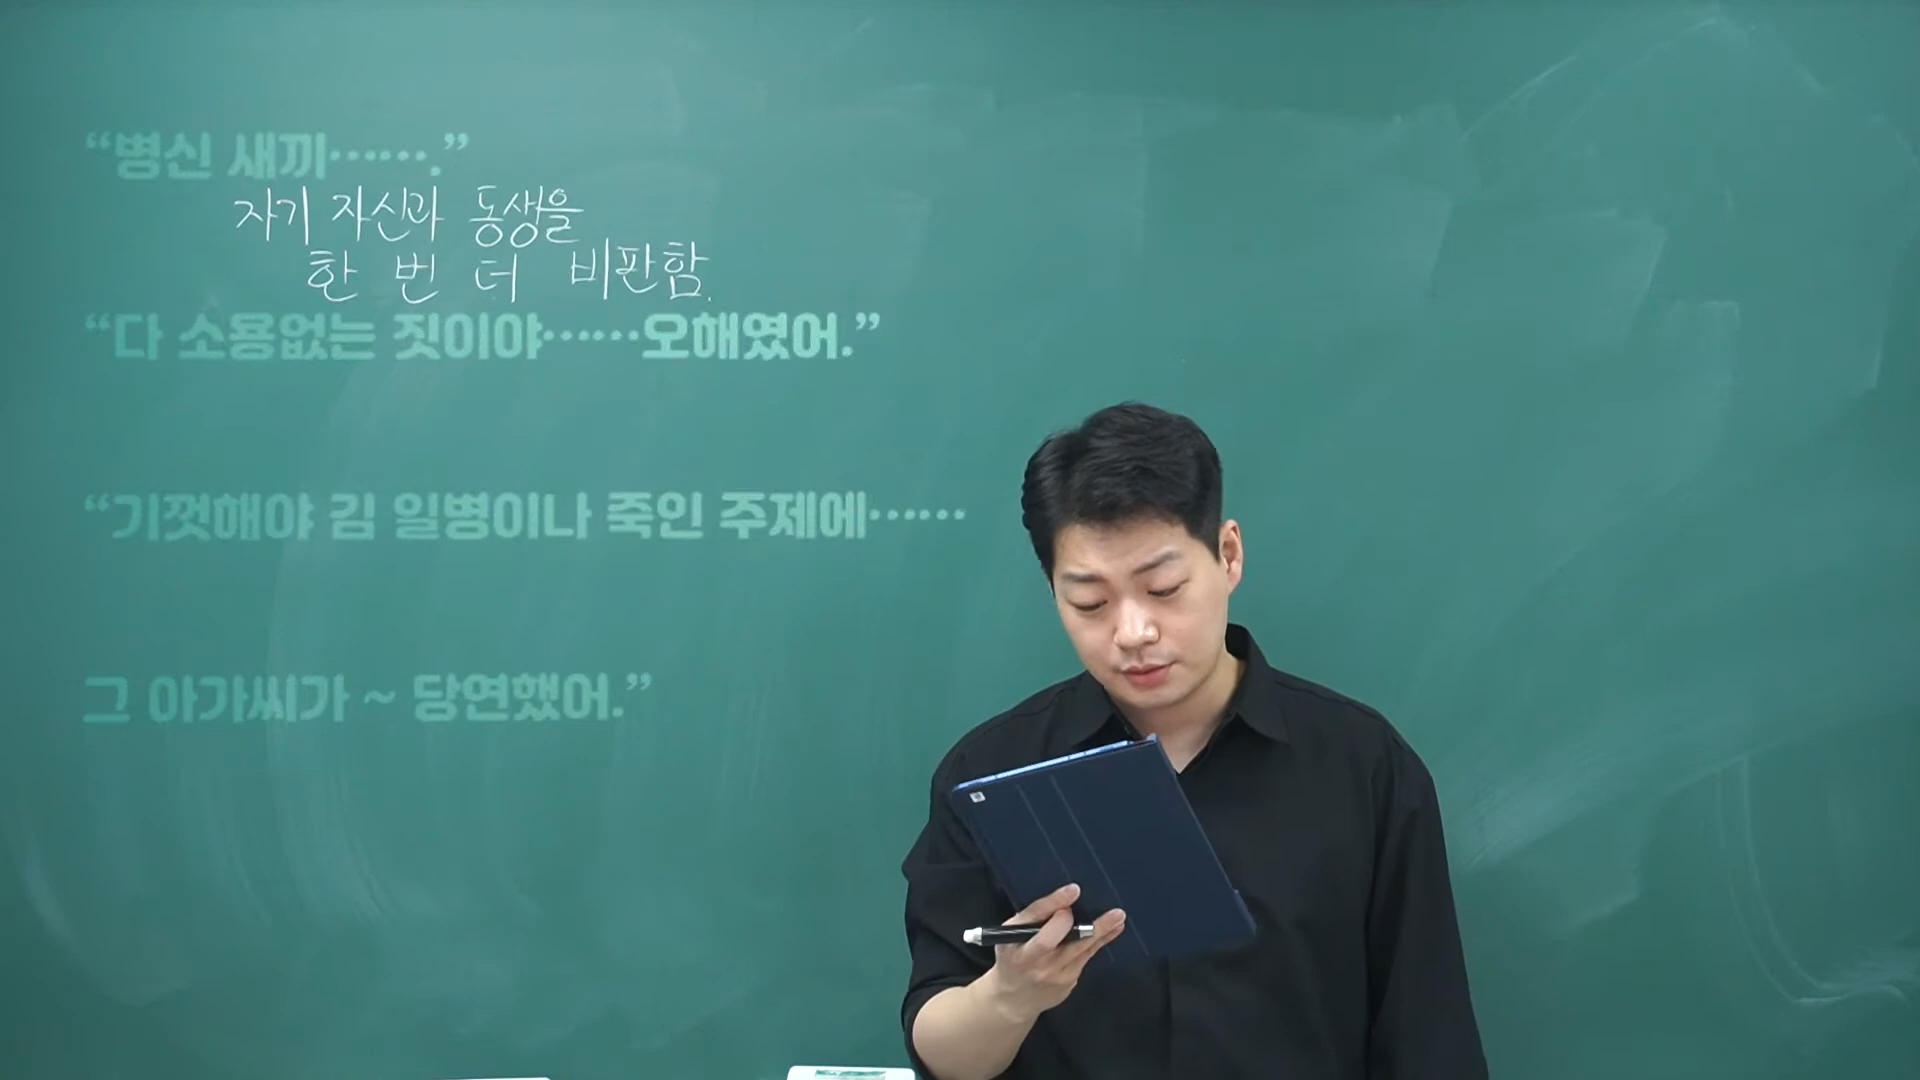 “병신 새끼…….”
자기 자신과 동생을
한 번 더 비판함.
“다 소용없는 짓이야……오해였어.”
“기껏해야 김 일병이나 죽인 주제에……
그 아가씨가 ~ 당연했어.”